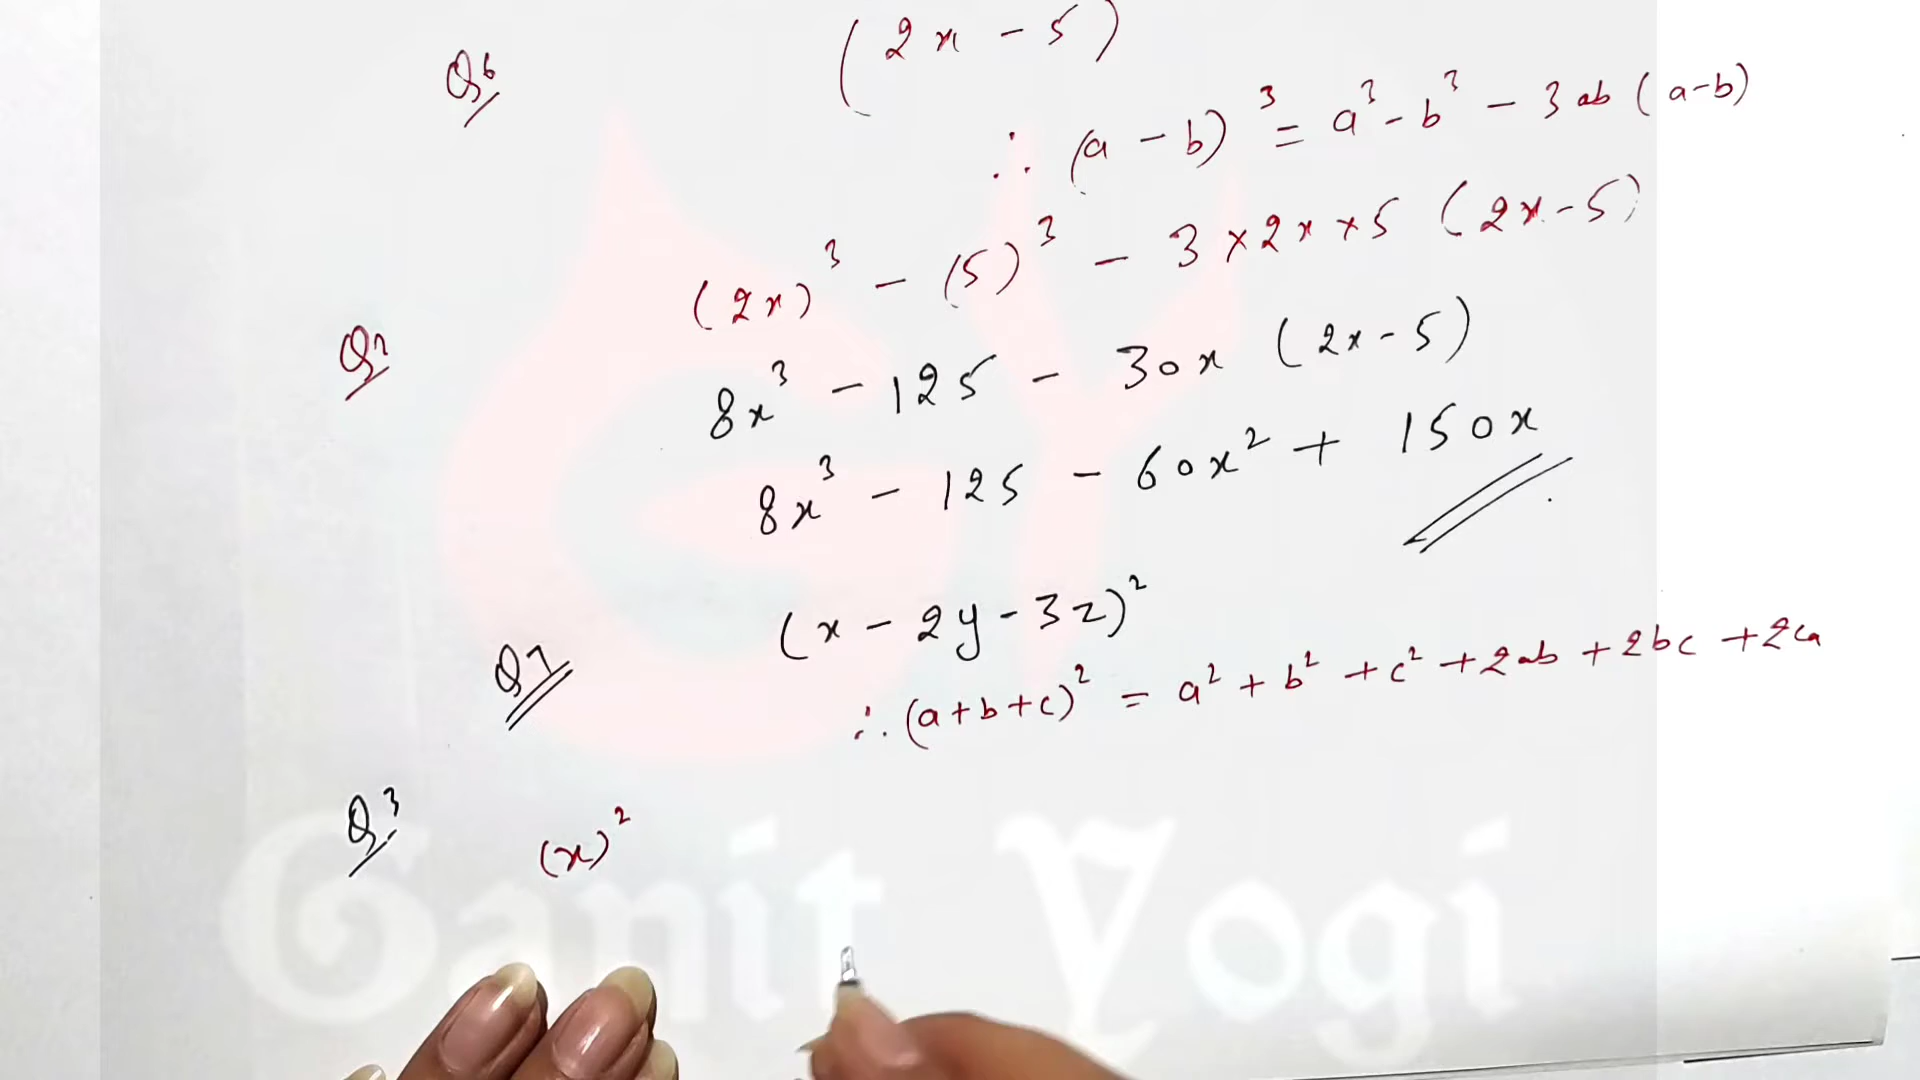 Q6 (2x - 5)
∴ (a - b)³ = a³ - b³ - 3ab (a-b)
(2x)³ - (5)³ - 3×2x×5 (2x-5)
Q2
8x³ - 125 - 30x (2x-5)
8x³ - 125 - 60x² + 150x
Q7 (x - 2y - 3z)²
∴ (a+b+c)² = a² + b² + c² + 2ab + 2bc + 2ca
Q3 (x)²
Ganit Yogi